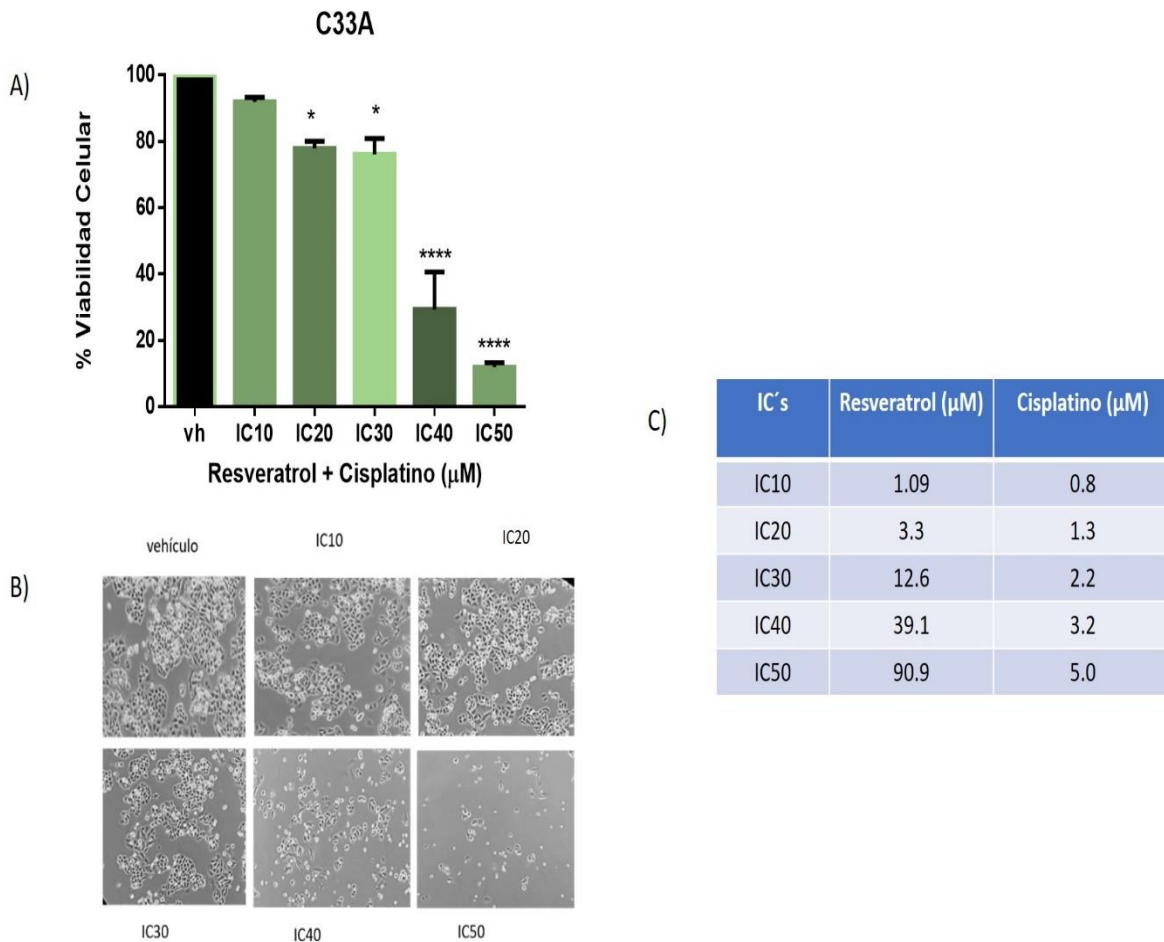 C33A
A)
% Viabilidad Celular
100
80
60
40
20
0
*
*
****
****
vh IC10 IC20 IC30 IC40 IC50
Resveratrol + Cisplatino (µM)
B)
vehículo IC10 IC20
IC30 IC40 IC50
C)
IC´s Resveratrol (µM) Cisplatino (µM)
IC10 1.09 0.8
IC20 3.3 1.3
IC30 12.6 2.2
IC40 39.1 3.2
IC50 90.9 5.0